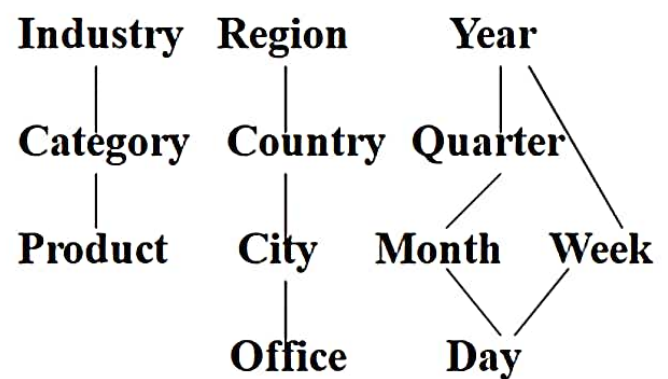 Industry Region Year
Category Country Quarter
Product City Month Week
Office Day